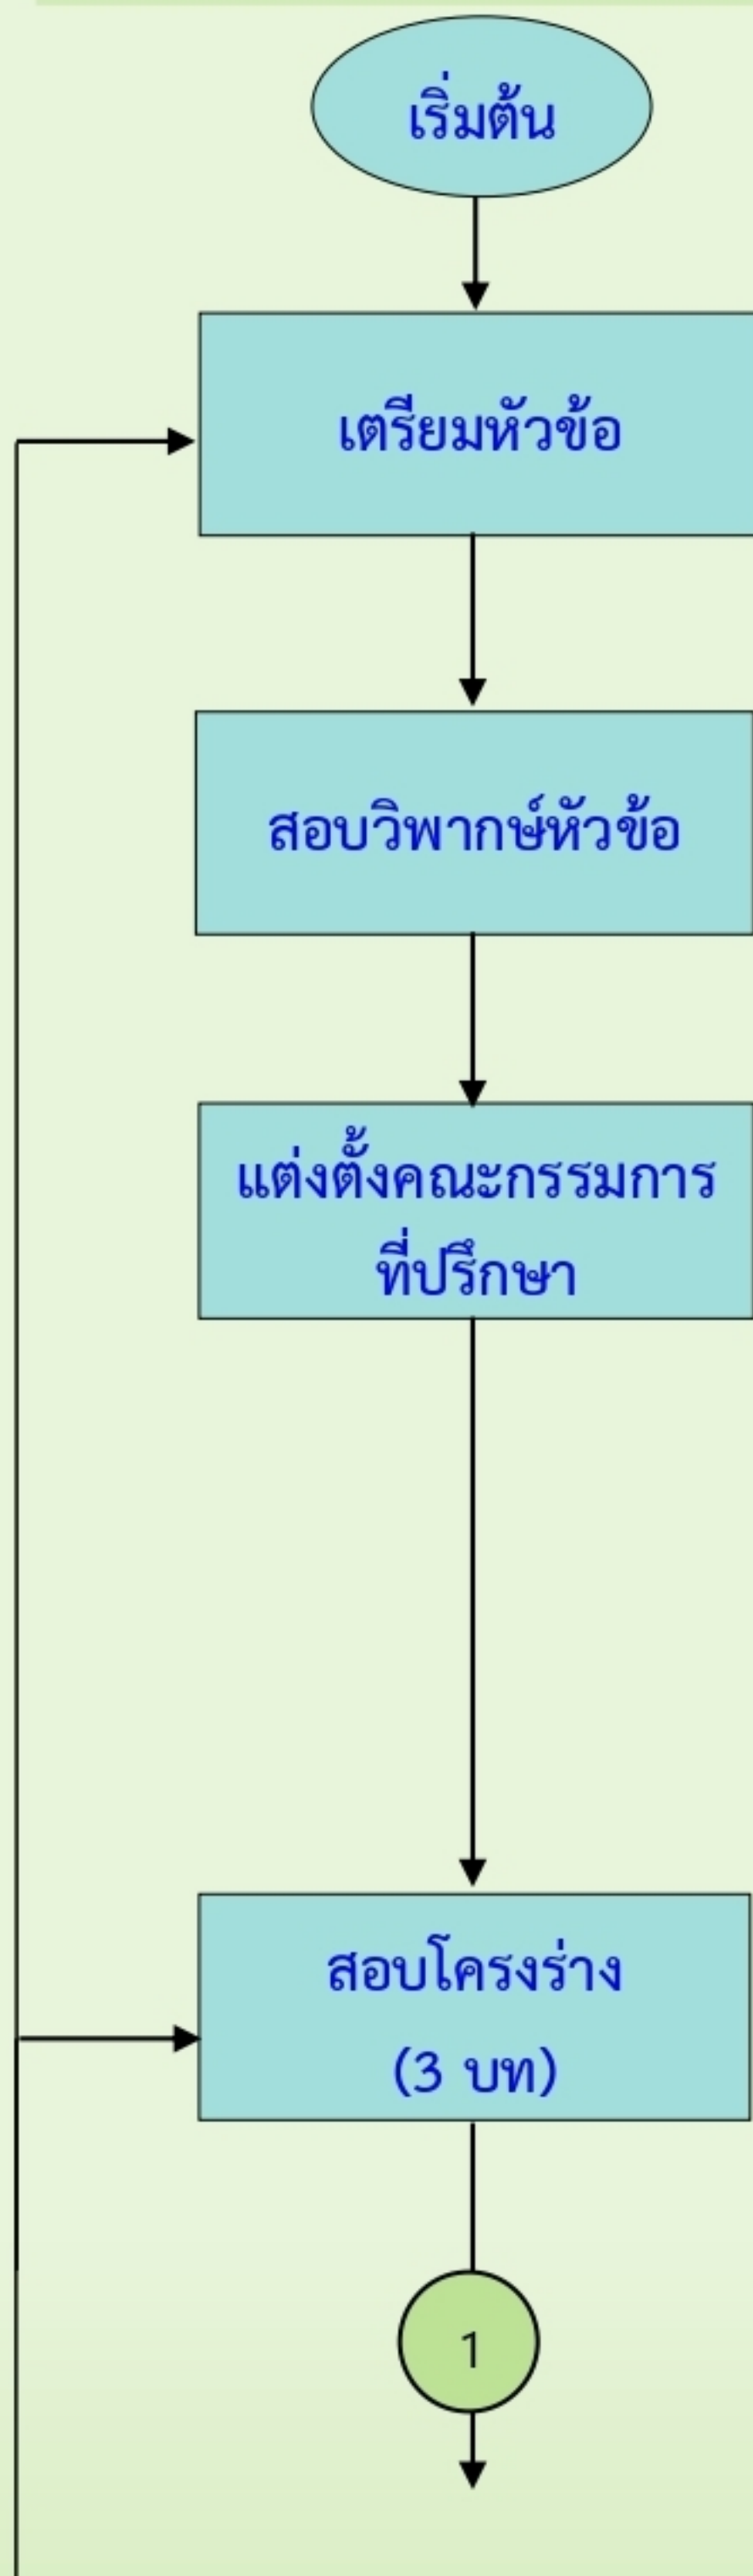 เริ่มต้น
เตรียมหัวข้อ
สอบวิพากษ์หัวข้อ
แต่งตั้งคณะกรรมการ
ที่ปรึกษา
สอบโครงร่าง
(3 บท)
1